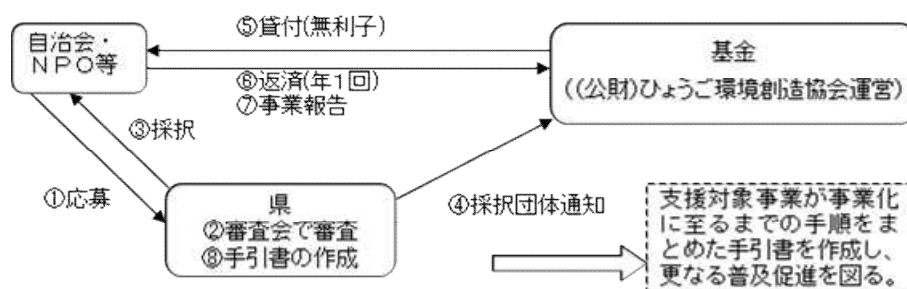 ⑤貸付(無利子)
自治会・
NPO等
⑥返済(年1回)
⑦事業報告
基金
((公財)ひょうご環境創造協会運営)
③採択
①応募
県
②審査会で審査
⑧手引書の作成
④採択団体通知
支援対象事業が事業化
に至るまでの手順をま
とめた手引書を作成し、
更なる普及促進を図る。